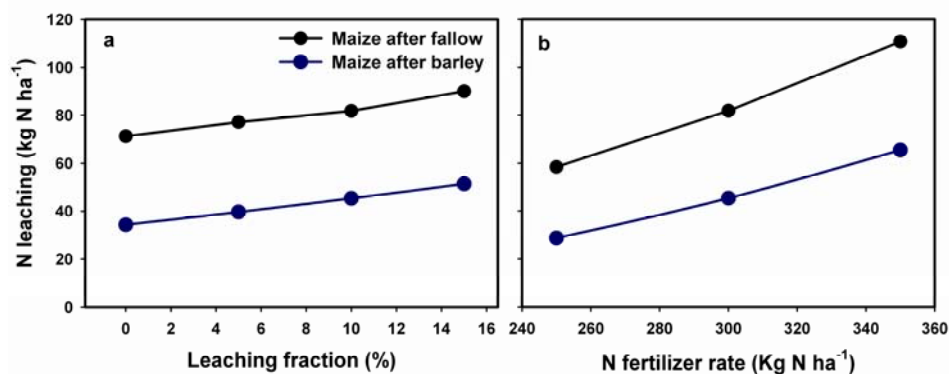 120
100
80
60
40
20
0
N leaching (kg N ha⁻¹)
a
Maize after fallow
Maize after barley
0 2 4 6 8 10 12 14 16
Leaching fraction (%)
b
240 260 280 300 320 340 360
N fertilizer rate (Kg N ha⁻¹)